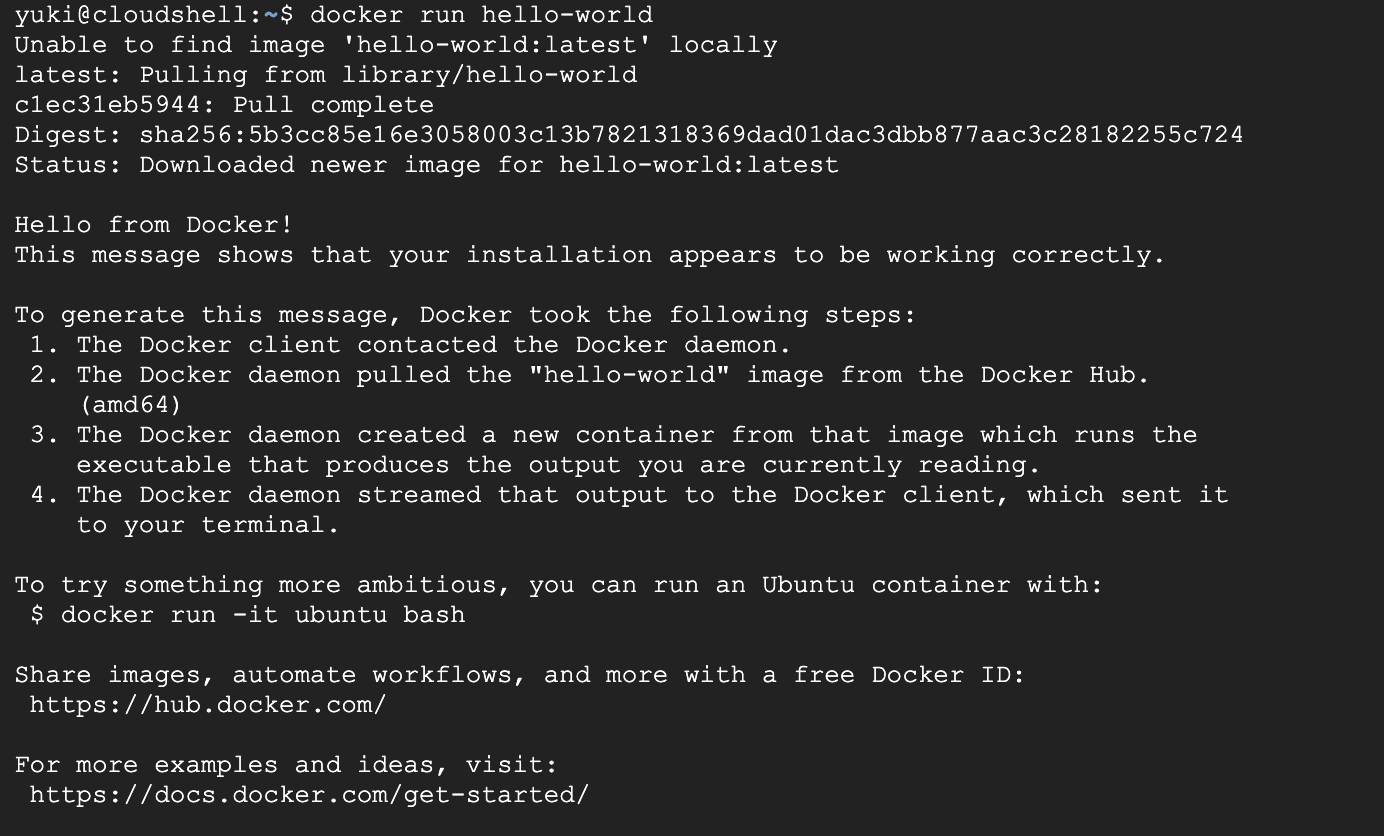 yuki@cloudshell:~$ docker run hello-world
Unable to find image 'hello-world:latest' locally
latest: Pulling from library/hello-world
c1ec31eb5944: Pull complete
Digest: sha256:5b3cc85e16e3058003c13b7821318369dad01dac3dbb877aac3c28182255c724
Status: Downloaded newer image for hello-world:latest

Hello from Docker!
This message shows that your installation appears to be working correctly.

To generate this message, Docker took the following steps:
 1. The Docker client contacted the Docker daemon.
 2. The Docker daemon pulled the "hello-world" image from the Docker Hub.
    (amd64)
 3. The Docker daemon created a new container from that image which runs the
    executable that produces the output you are currently reading.
 4. The Docker daemon streamed that output to the Docker client, which sent it
    to your terminal.

To try something more ambitious, you can run an Ubuntu container with:
 $ docker run -it ubuntu bash

Share images, automate workflows, and more with a free Docker ID:
 https://hub.docker.com/

For more examples and ideas, visit:
 https://docs.docker.com/get-started/